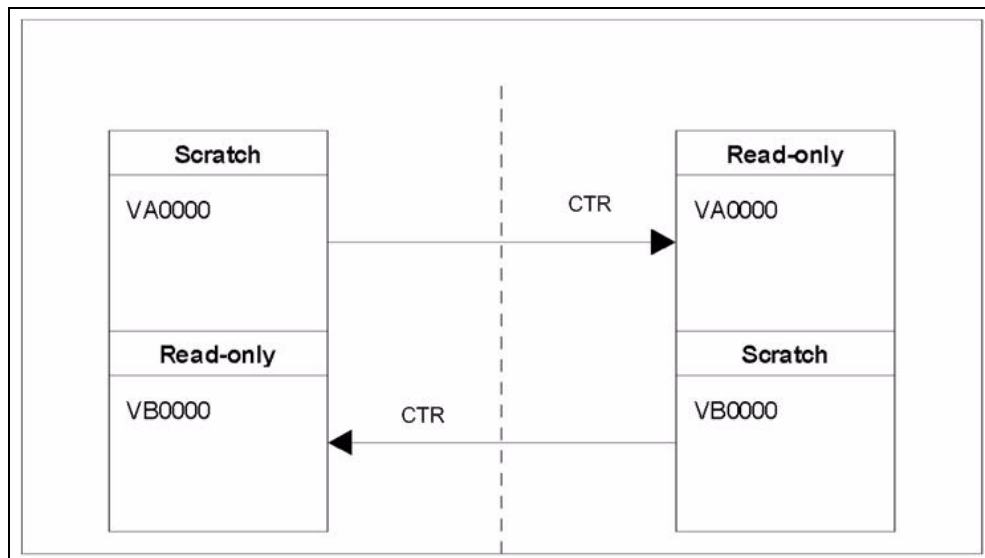 Scratch
VA0000
Read-only
VB0000
CTR
CTR
Read-only
VA0000
Scratch
VB0000